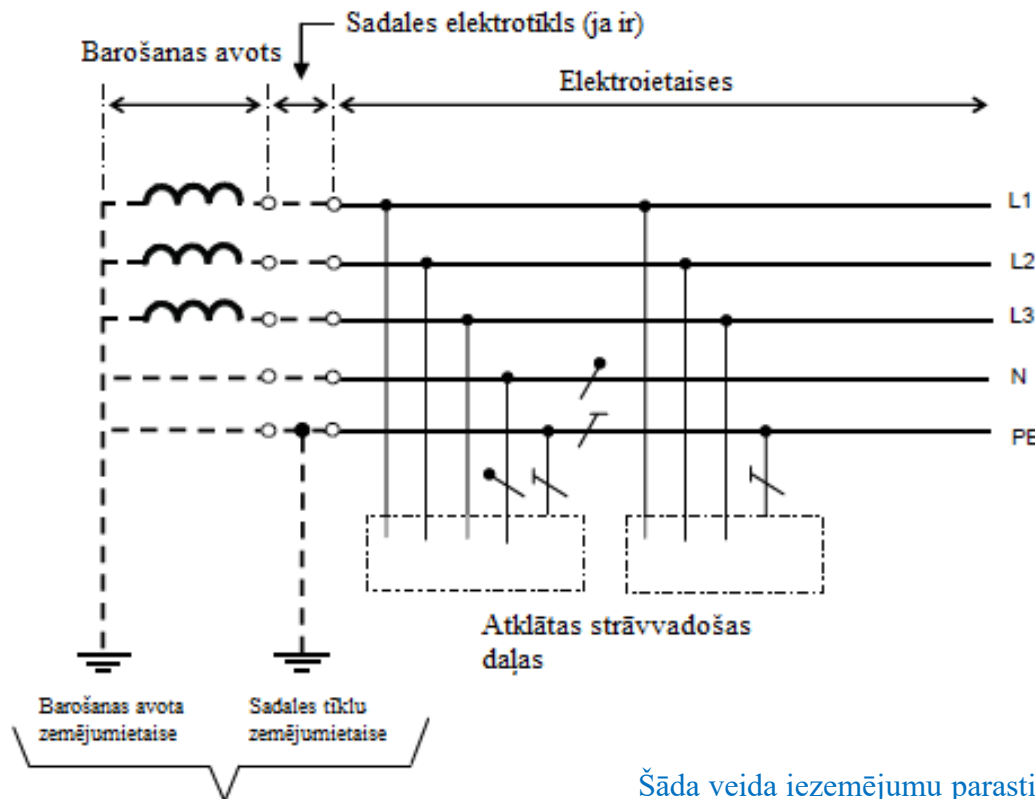 Sadales elektrotīkls (ja ir)
Barošanas avots
Elektroietaises
L1
L2
L3
N
PE
Atklātas strāvvadošas
daļas
Barošanas avota
zemējumietaise
Sadales tīklu
zemējumietaise
Šāda veida iezemējumu parasti